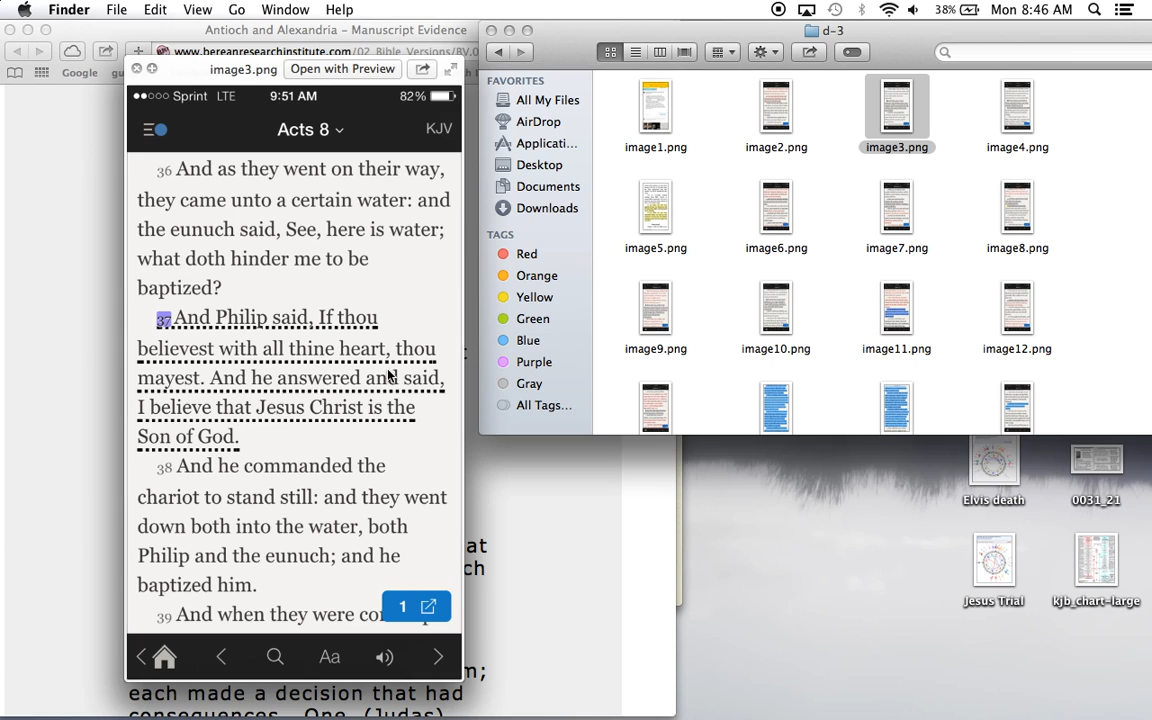 Finder File Edit View Go Window Help
38% Mon 8:46 AM
Antioch and Alexandria - Manuscript Evidence
www.bereanresearchinstitute.com/02_Bible_Versions/BV.0
Google
image3.png Open with Preview
Sprint LTE 9:51 AM 82%
Acts 8 KJV
36 And as they went on their way,
they came unto a certain water: and
the eunuch said, See, here is water;
what doth hinder me to be
baptized?
37 And Philip said, If thou
believest with all thine heart, thou
mayest. And he answered and said,
I believe that Jesus Christ is the
Son of God.
38 And he commanded the
chariot to stand still: and they went
down both into the water, both
Philip and the eunuch; and he
baptized him.
39 And when they were
1
Aa
each made a decision that had
consequences. One (Judas)
d-3
FAVORITES
All My Files
AirDrop
Applicati...
Desktop
Documents
Downloads
TAGS
Red
Orange
Yellow
Green
Blue
Purple
Gray
All Tags...
image1.png image2.png image3.png image4.png
image5.png image6.png image7.png image8.png
image9.png image10.png image11.png image12.png
Elvis death 0031_21
Jesus Trial kjb_chart-large